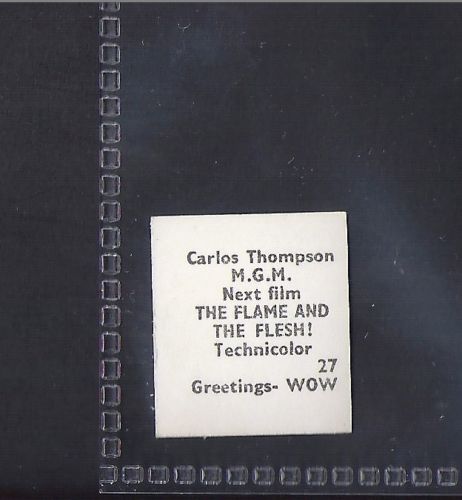 Carlos Thompson
M.G.M.
Next film
THE FLAME AND
THE FLESH!
Technicolor
27
Greetings- WOW